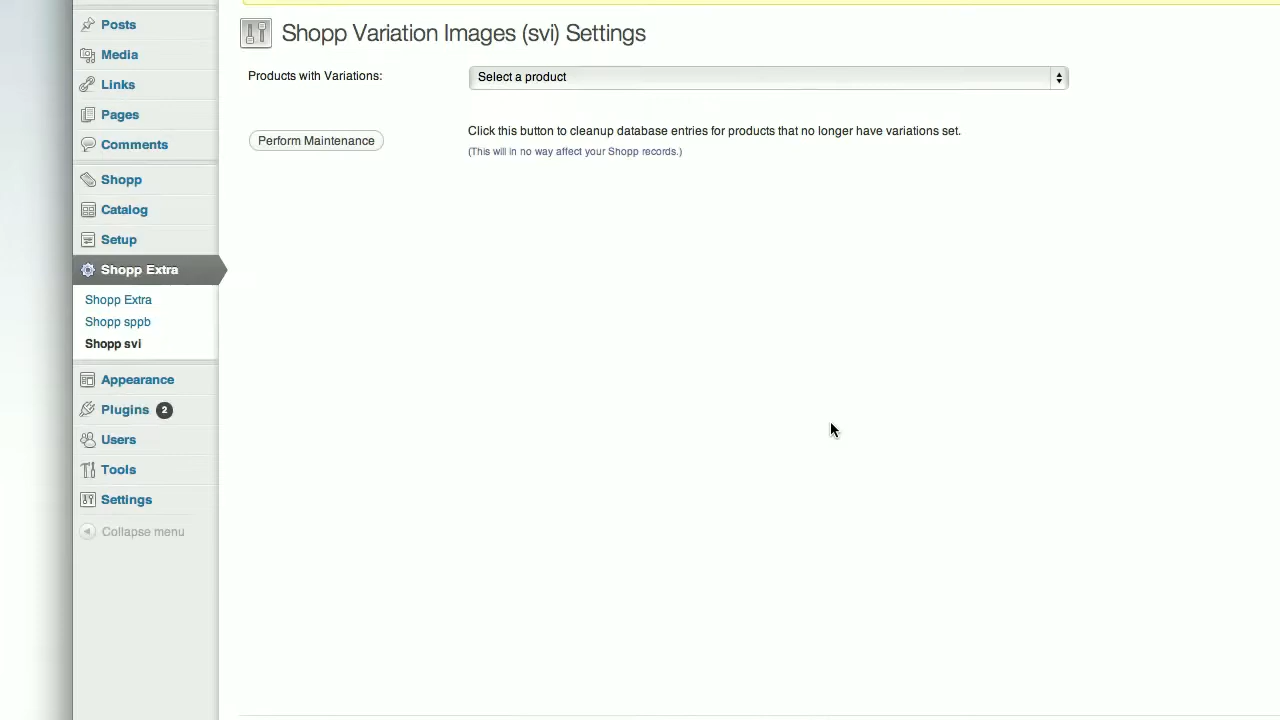 Posts
Media
Links
Pages
Comments
Shopp
Catalog
Setup
Shopp Extra
Shopp Extra
Shopp sppb
Shopp svi
Appearance
Plugins 2
Users
Tools
Settings
Collapse menu
Shopp Variation Images (svi) Settings
Products with Variations: Select a product
Perform Maintenance Click this button to cleanup database entries for products that no longer have variations set.
(This will in no way affect your Shopp records.)